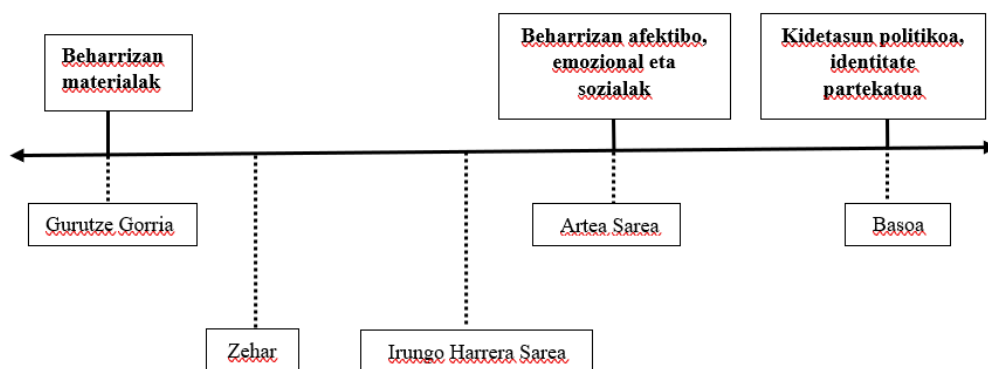 Beharrizan
materialak
Beharrizan afektibo,
emozional eta
sozialak
Kidetasun politikoa,
identitate
partekatua
Gurutze Gorria
Artea Sarea
Basoa
Zehar
Irungo Harrera Sarea